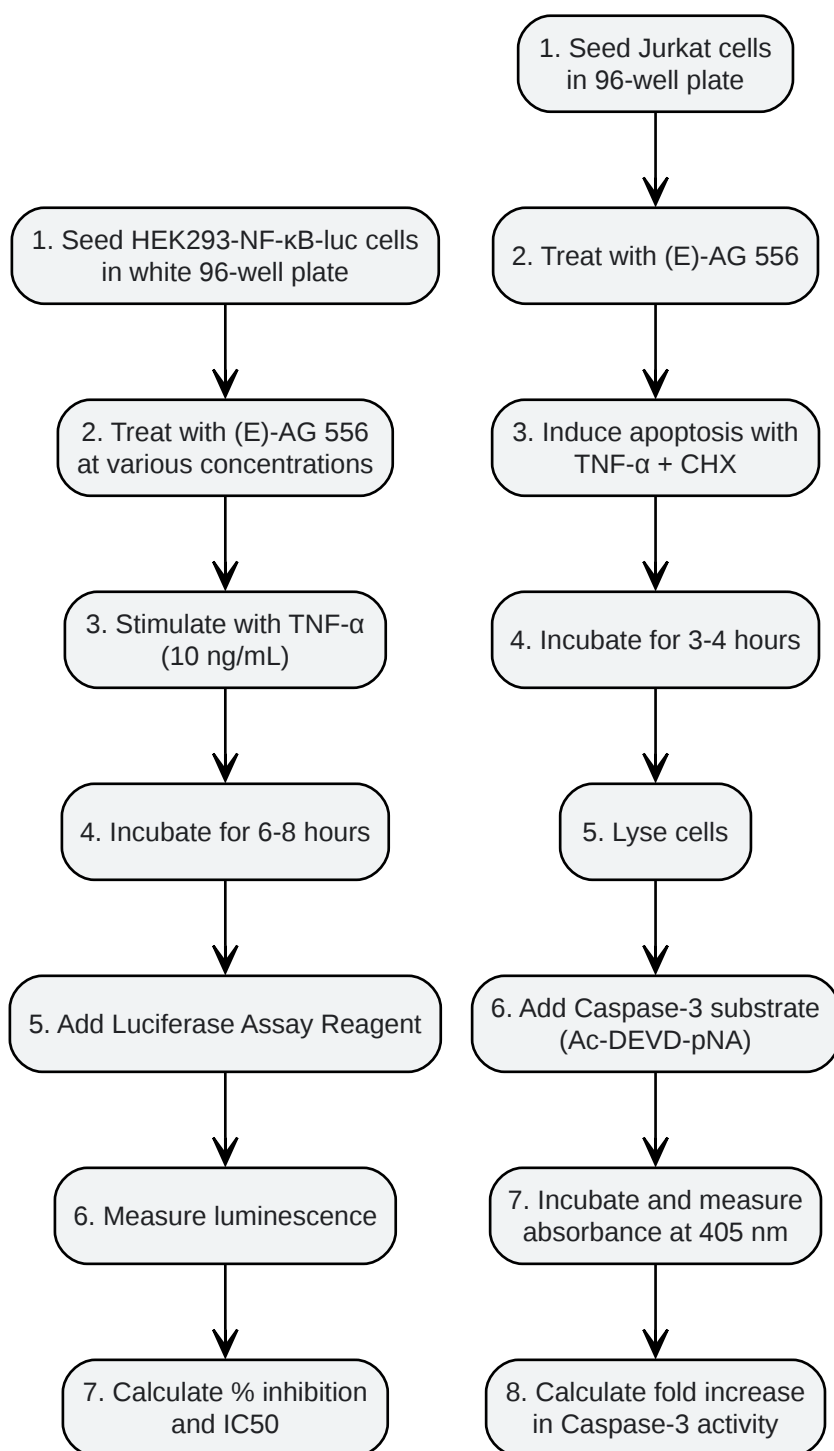 1. Seed HEK293-NF-κB-luc cells
in white 96-well plate
2. Treat with (E)-AG 556
at various concentrations
3. Stimulate with TNF-α
(10 ng/mL)
4. Incubate for 6-8 hours
5. Add Luciferase Assay Reagent
6. Measure luminescence
7. Calculate % inhibition
and IC50
1. Seed Jurkat cells
in 96-well plate
2. Treat with (E)-AG 556
3. Induce apoptosis with
TNF-α + CHX
4. Incubate for 3-4 hours
5. Lyse cells
6. Add Caspase-3 substrate
(Ac-DEVD-pNA)
7. Incubate and measure
absorbance at 405 nm
8. Calculate fold increase
in Caspase-3 activity